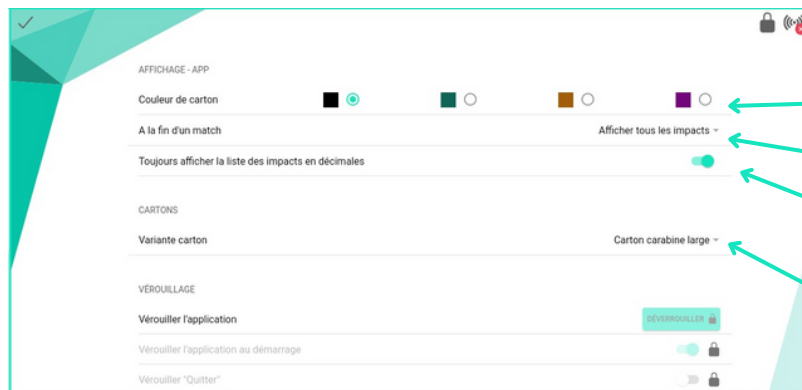 AFFICHAGE - APP
Couleur de carton
A la fin d'un match Afficher tous les impacts
Toujours afficher la liste des impacts en décimales
CARTONS
Variante carton Carton carabine large
VÉROUILLAGE
Vérouiller l'application DÉVERROUILLER
Vérouiller l'application au démarrage
Vérouiller "Quitter"